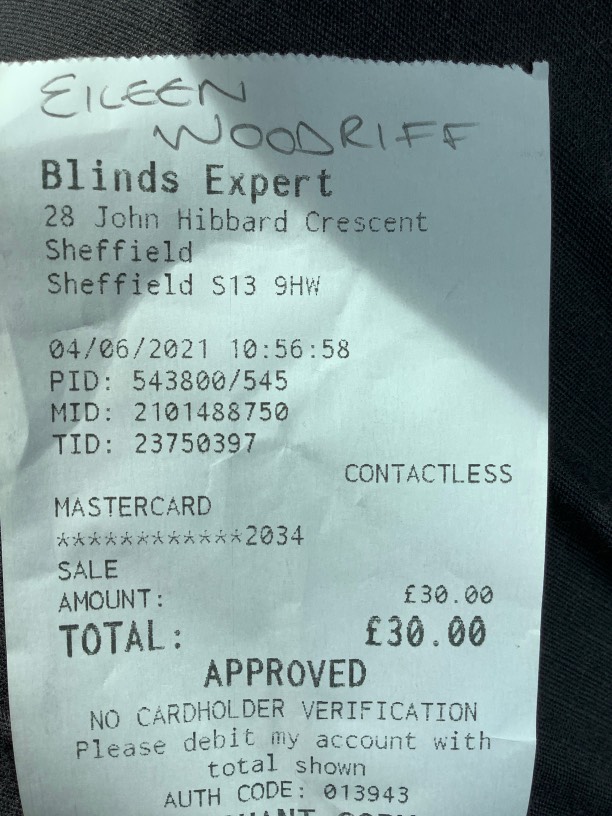 EILEEN
WOODRIFF
Blinds Expert
28 John Hibbard Crescent
Sheffield
Sheffield S13 9HW
04/06/2021 10:56:58
PID: 543800/545
MID: 2101488750
TID: 23750397
CONTACTLESS
MASTERCARD
************2034
SALE
AMOUNT: £30.00
TOTAL: £30.00
APPROVED
NO CARDHOLDER VERIFICATION
Please debit my account with
total shown
AUTH CODE: 013943